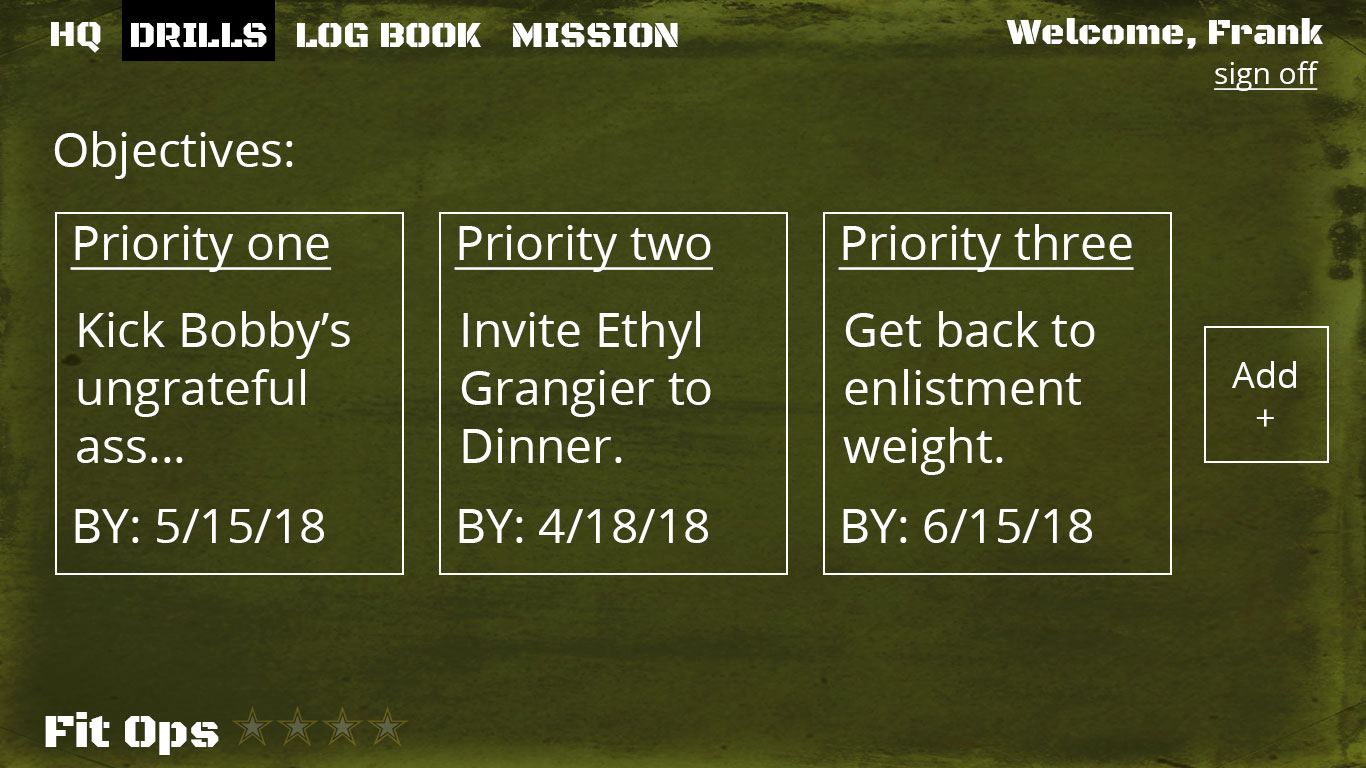 HQ DRILLS LOG BOOK MISSION
Welcome, Frank
sign off
Objectives:
Priority one
Kick Bobby’s
ungrateful
ass...
BY: 5/15/18
Priority two
Invite Ethyl
Grangier to
Dinner.
BY: 4/18/18
Priority three
Get back to
enlistment
weight.
BY: 6/15/18
Add
+
Fit Ops